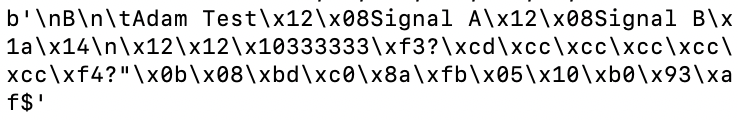 b'\nB\n\tAdam Test\x12\x08Signal A\x12\x08Signal B\x
1a\x14\n\x12\x12\x10333333\xf3?\xcd\xcc\xcc\xcc\xcc\
xcc\xf4?"\x0b\x08\xbd\xc0\x8a\xfb\x05\x10\xb0\x93\xa
f$'